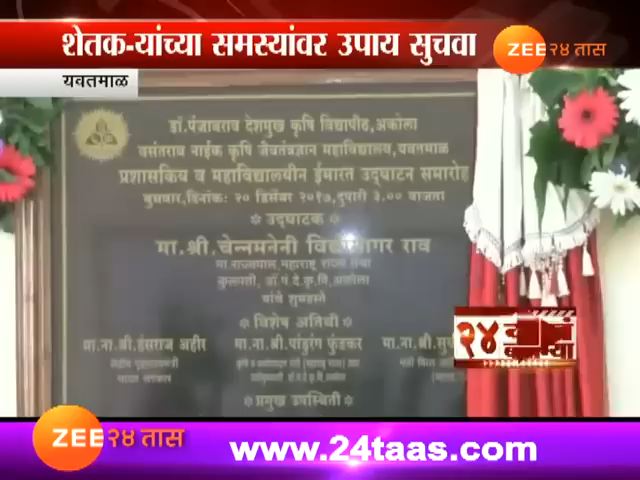 शेतक-यांच्या समस्यांवर उपाय सुचवा
ZEE २४ तास
यवतमाळ
डॉ.पंजाबराव देशमुख कृषि विद्यापीठ,अकोला
वसंतराव नाईक कृषि जैवतंत्रज्ञान महाविद्यालय,यवतमाळ
प्रशासकिय व महाविद्यालयीन ईमारत उद्घाटन समारोह
बुधवार,दिनांक: २० डिसेंबर २०१७,दुपारी ३.०० वाजता
उद्घाटक
मा.श्री.चेन्नमनेनी विद्यासागर राव
मा राज्यपाल,महाराष्ट्र राज्य तथा
कुलपती, डॉ.पं.दे.कृ.वि,अकोला
यांचे शुभहस्ते
विशेष अतिथी
मा.ना.श्री.हंसराज अहीर मा.ना.श्री.पांडुरंग फुंडकर मा.ना.श्री
प्रमुख उपस्थिती
२४
ZEE २४ तास
www.24taas.com